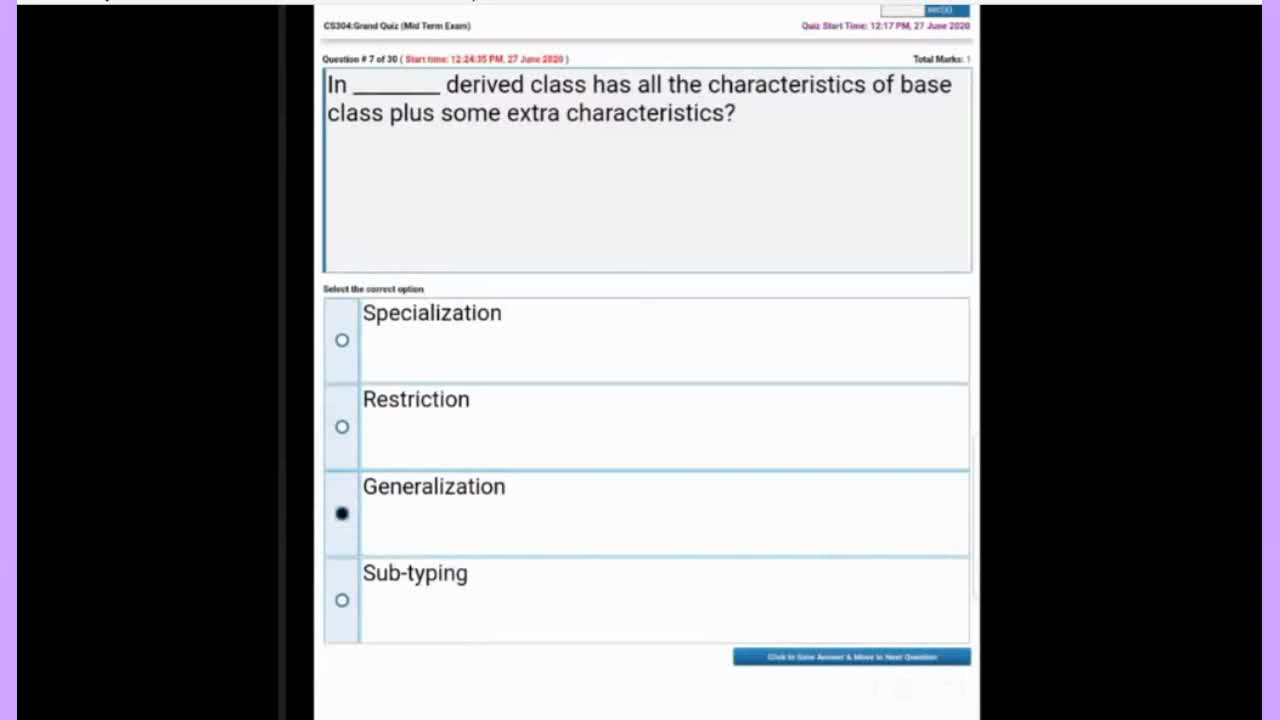 sec(s)
CS304:Grand Quiz (Mid Term Exam)
Quiz Start Time: 12:17 PM, 27 June 2020
Question # 7 of 30 ( Start time: 12:24:35 PM, 27 June 2020 )
Total Marks: 1
In ________ derived class has all the characteristics of base
class plus some extra characteristics?
Select the correct option
Specialization
Restriction
Generalization
Sub-typing
Click to Save Answer & Move to Next Question